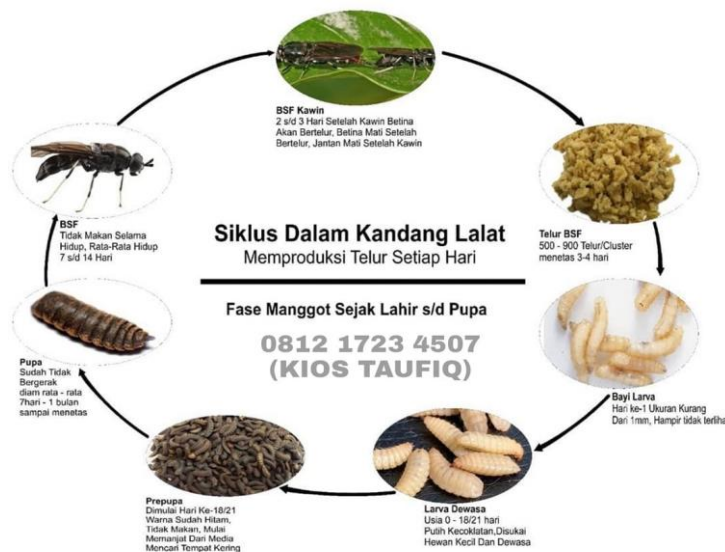 BSF Kawin
2 s/d 3 Hari Setelah Kawin Betina
Akan Bertelur, Betina Mati Setelah
Bertelur, Jantan Mati Setelah Kawin
Telur BSF
500 - 900 Telur/Cluster
menetas 3-4 hari
Bayi Larva
Hari ke-1 Ukuran Kurang
Dari 1mm, Hampir tidak terliha
Larva Dewasa
Usia 0 - 18/21 hari
Putih Kecoklatan,Disukai
Hewan Kecil Dan Dewasa
Prepupa
Dimulai Hari Ke-18/21
Warna Sudah Hitam,
Tidak Makan, Mulai
Memanjat Dari Media
Mencari Tempat Kering
Pupa
Sudah Tidak
Bergerak
diam rata - rata
7hari - 1 bulan
sampai menetas
BSF
Tidak Makan Selama
Hidup, Rata-Rata Hidup
7 s/d 14 Hari
Siklus Dalam Kandang Lalat
Memproduksi Telur Setiap Hari
Fase Manggot Sejak Lahir s/d Pupa
0812 1723 4507
(KIOS TAUFIQ)